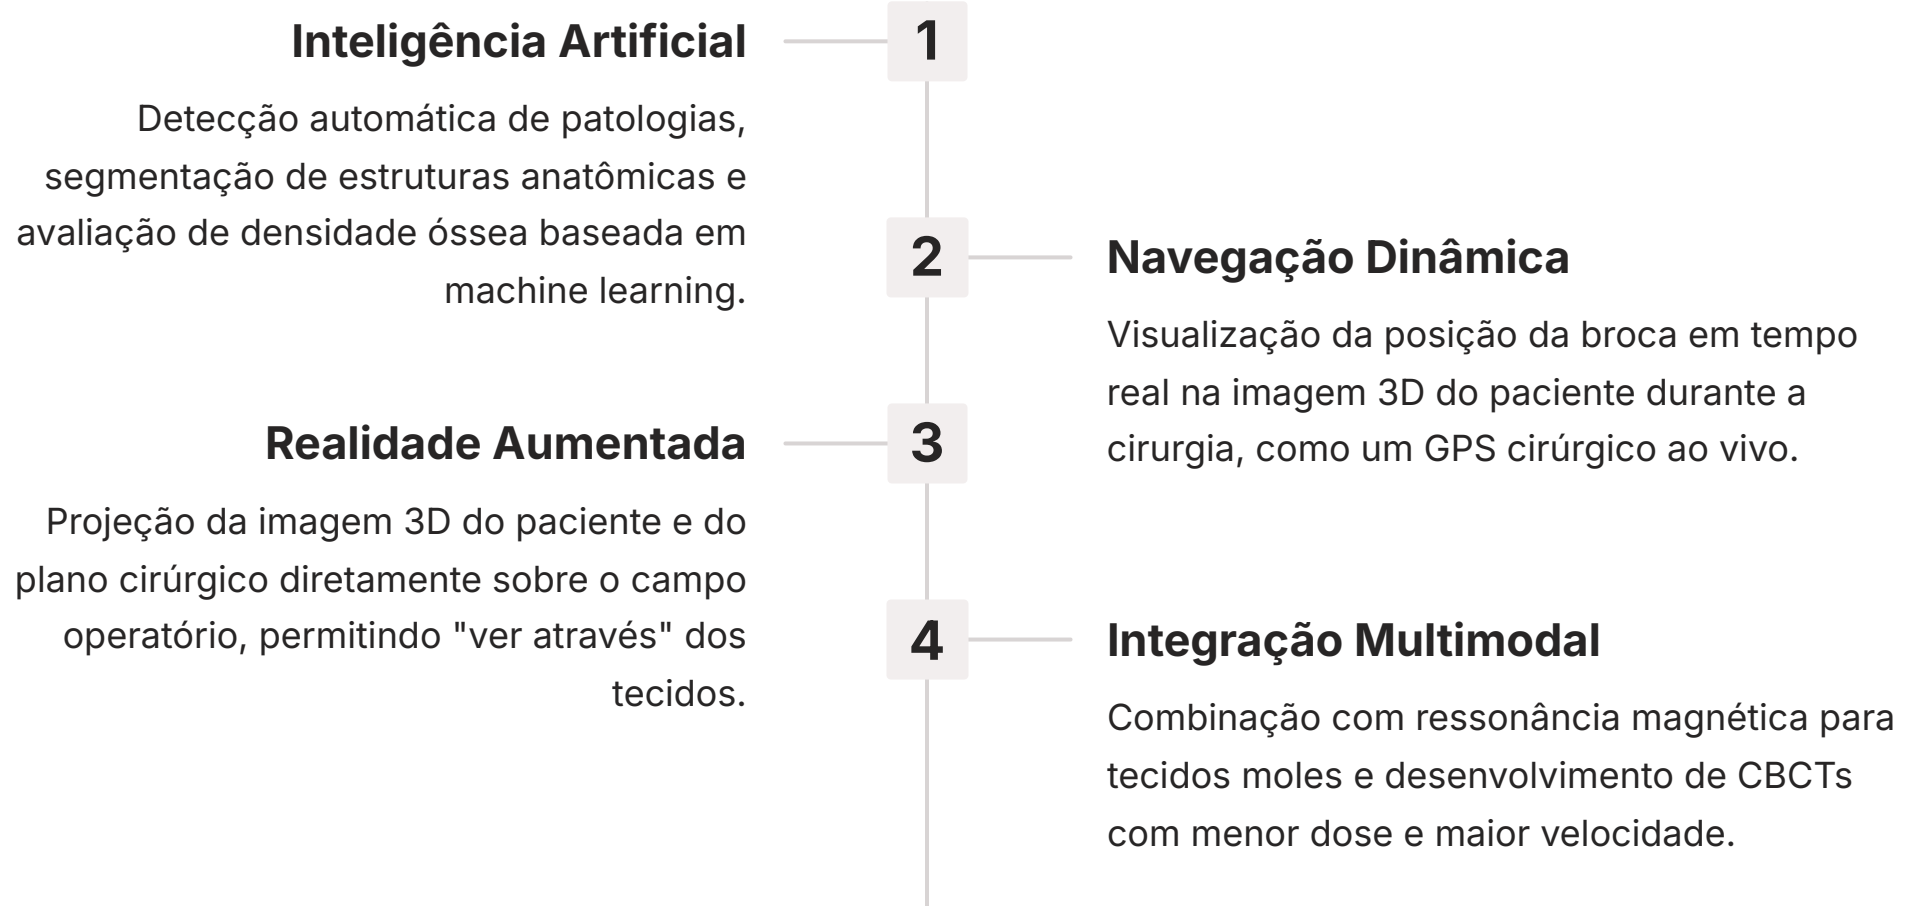 1
Inteligência Artificial
Detecção automática de patologias,
segmentação de estruturas anatômicas e
avaliação de densidade óssea baseada em
machine learning.
2
Navegação Dinâmica
Visualização da posição da broca em tempo
real na imagem 3D do paciente durante a
cirurgia, como um GPS cirúrgico ao vivo.
3
Realidade Aumentada
Projeção da imagem 3D do paciente e do
plano cirúrgico diretamente sobre o campo
operatório, permitindo "ver através" dos
tecidos.
4
Integração Multimodal
Combinação com ressonância magnética para
tecidos moles e desenvolvimento de CBCTs
com menor dose e maior velocidade.